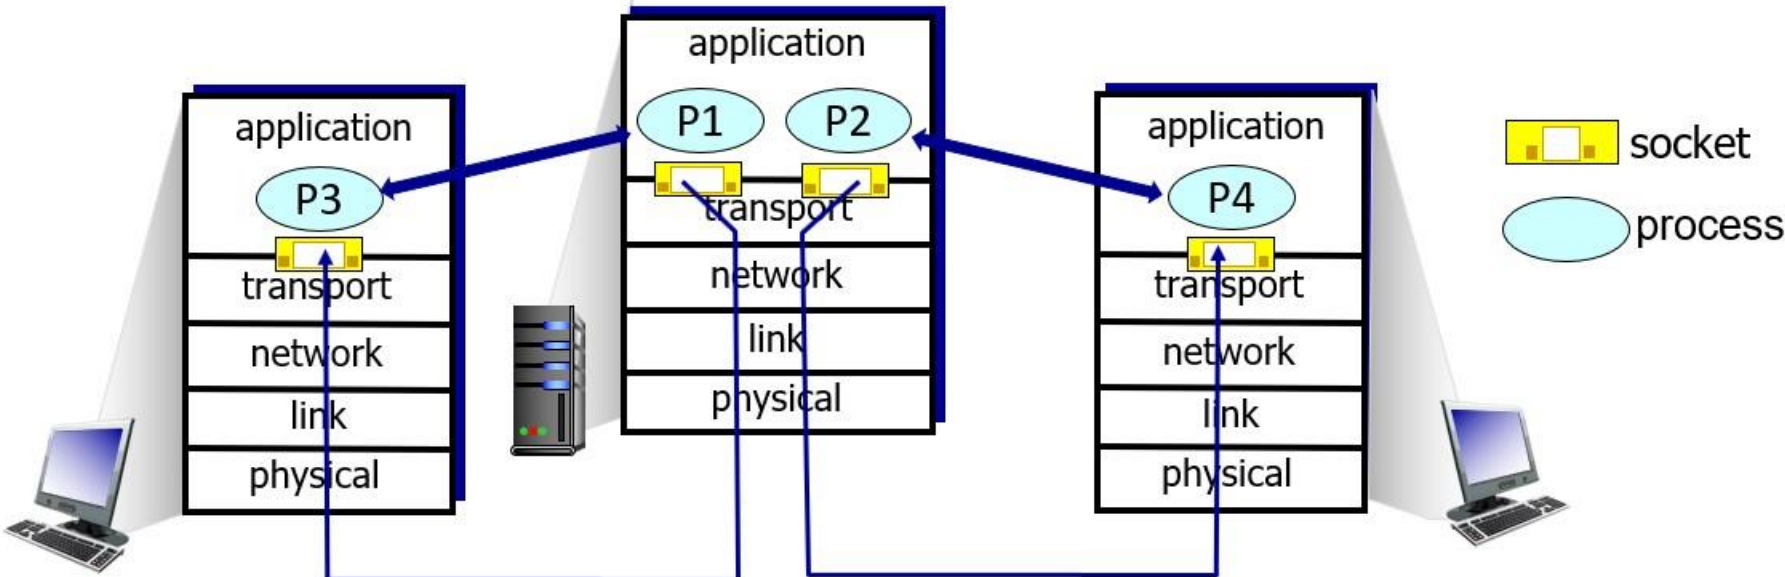 application
P1
P2
transport
network
link
physical
application
P3
transport
network
link
physical
application
P4
transport
network
link
physical
socket
process